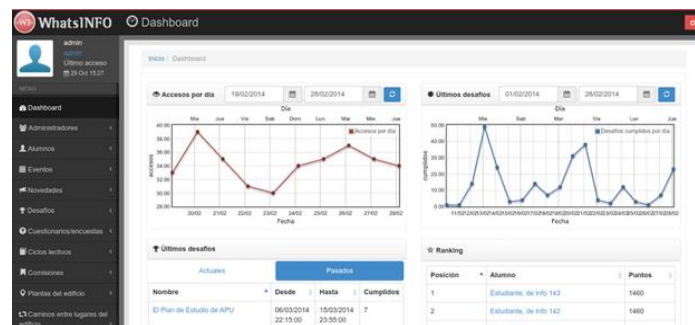 WhatsINFO
Dashboard
admin
admin
Último acceso
29 Oct 15:27
MENÚ
Dashboard
Administradores
Alumnos
Eventos
Novedades
Desafíos
Cuestionarios/encuestas
Ciclos lectivos
Comisiones
Plantas del edificio
Caminos entre lugares del
edificio
Inicio / Dashboard
Accesos por día 19/02/2014 28/02/2014
Día
Mie Jue Vie Sab Dom Lun Mar Mie Jue
Accesos por día
40.00
38.00
36.00
34.00
32.00
30.00
28.00
accesos
20/02 21/02 22/02 23/02 24/02 25/02 26/02 27/02 28/02
Fecha
Últimos desafíos 01/02/2014 28/02/2014
Día
Mie Sab Mar Vie Lun Jue
Desafíos cumplidos por día
50.00
40.00
30.00
20.00
10.00
0.00
cumplidos
Fecha
Últimos desafíos
Actuales Pasados
Nombre Desde Hasta Cumplidos
El Plan de Estudio de APU 06/03/2014 15/03/2014 7
22:15:00 23:55:00
Ranking
Posición Alumno Puntos
1 Estudiante, de Info 143 1460
2 Estudiante, de Info 142 1460